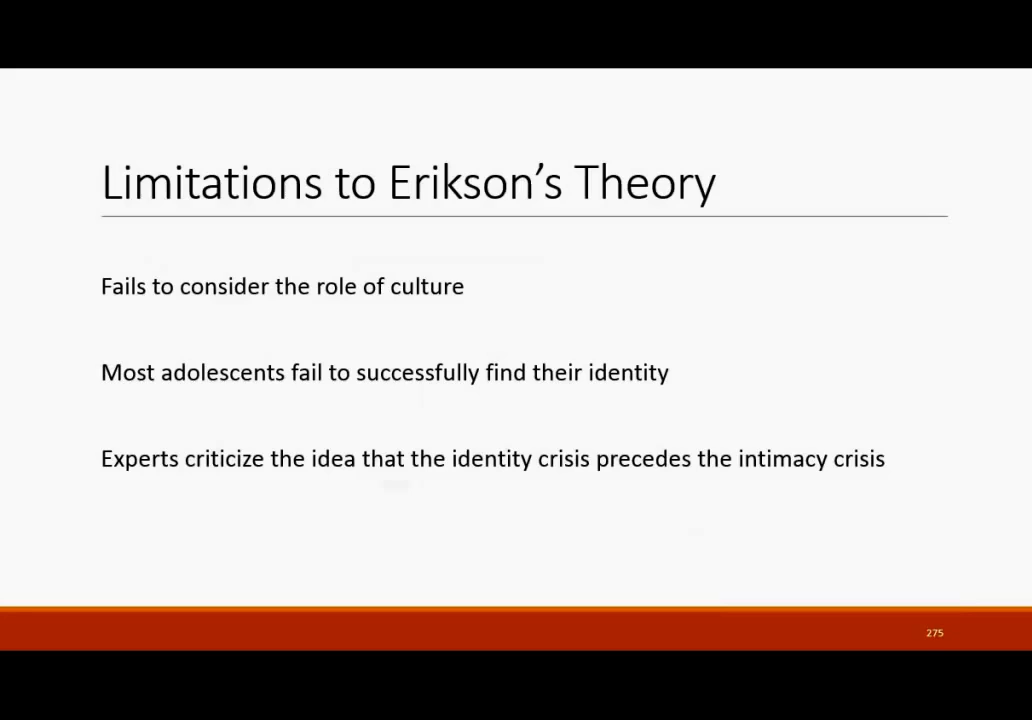 Limitations to Erikson’s Theory
Fails to consider the role of culture
Most adolescents fail to successfully find their identity
Experts criticize the idea that the identity crisis precedes the intimacy crisis
275